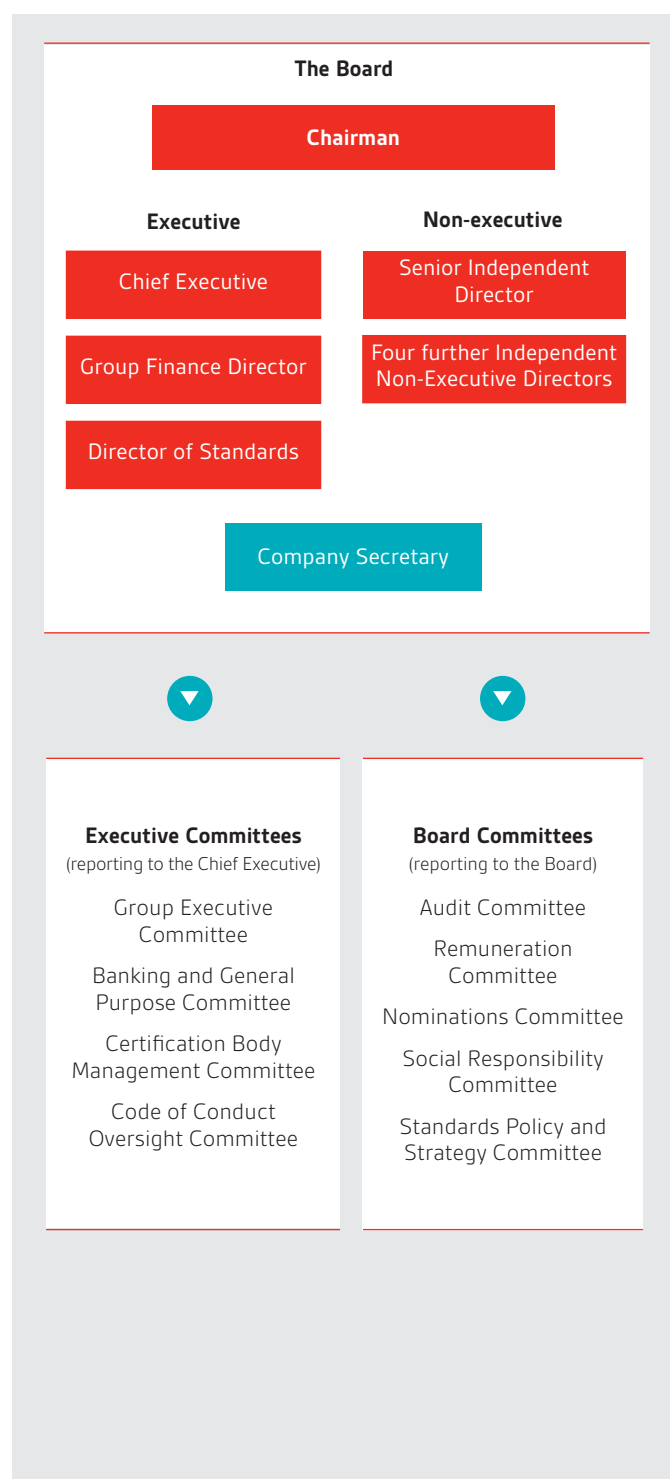 The Board
Chairman
Executive
Chief Executive
Group Finance Director
Director of Standards
Non-executive
Senior Independent
Director
Four further Independent
Non-Executive Directors
Company Secretary
Executive Committees
(reporting to the Chief Executive)
Group Executive
Committee
Banking and General
Purpose Committee
Certification Body
Management Committee
Code of Conduct
Oversight Committee
Board Committees
(reporting to the Board)
Audit Committee
Remuneration
Committee
Nominations Committee
Social Responsibility
Committee
Standards Policy and
Strategy Committee